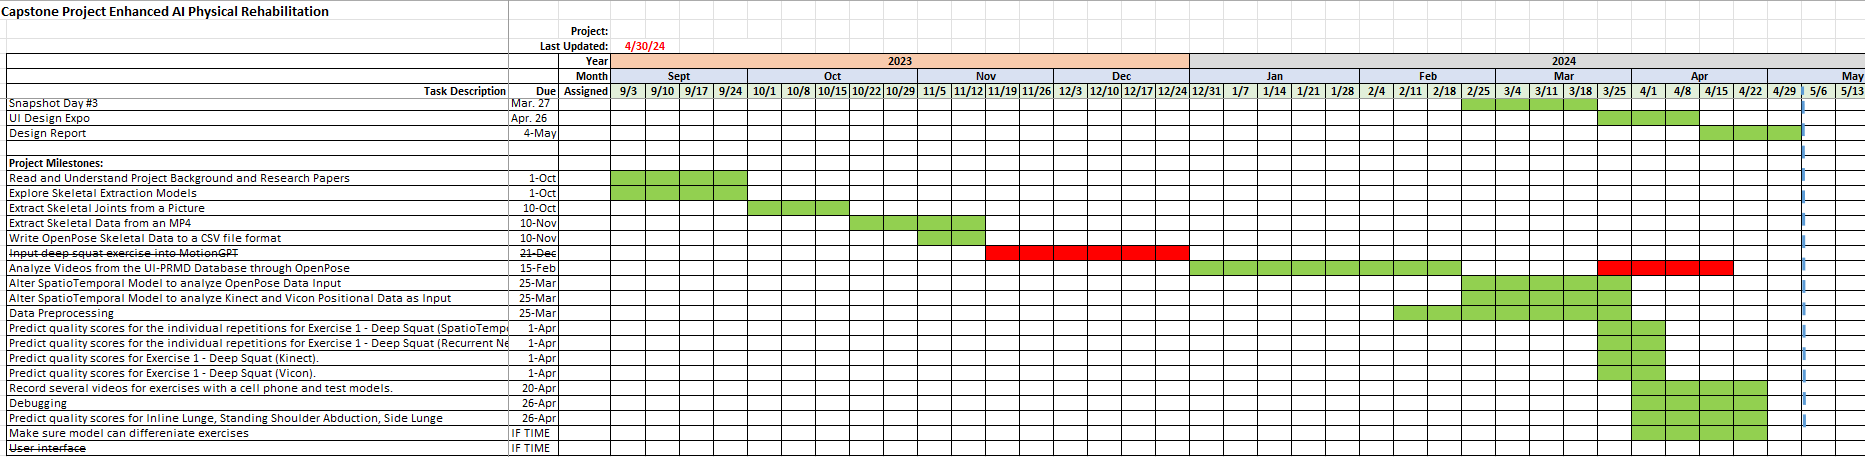 Capstone Project Enhanced AI Physical Rehabilitation
Project:
Last Updated: 4/30/24
Year 2023 2024
Month Sept Oct Nov Dec Jan Feb Mar Apr May
Task Description Due Assigned 9/3 9/10 9/17 9/24 10/1 10/8 10/15 10/22 10/29 11/5 11/12 11/19 11/26 12/3 12/10 12/17 12/24 12/31 1/7 1/14 1/21 1/28 2/4 2/11 2/18 2/25 3/4 3/11 3/18 3/25 4/1 4/8 4/15 4/22 4/29 5/6 5/13
Snapshot Day #3 Mar. 27
UI Design Expo Apr. 26
Design Report 4-May
Project Milestones:
Read and Understand Project Background and Research Papers 1-Oct
Explore Skeletal Extraction Models 1-Oct
Extract Skeletal Joints from a Picture 10-Oct
Extract Skeletal Data from an MP4 10-Nov
Write OpenPose Skeletal Data to a CSV file format 10-Nov
Input deep squat exercise into MotionGPT 21-Dec
Analyze Videos from the UI-PRMD Database through OpenPose 15-Feb
Alter SpatioTemporal Model to analyze OpenPose Data Input 25-Mar
Alter SpatioTemporal Model to analyze Kinect and Vicon Positional Data as Input 25-Mar
Data Preprocessing 25-Mar
Predict quality scores for the individual repetitions for Exercise 1 - Deep Squat (SpatioTemp 1-Apr
Predict quality scores for the individual repetitions for Exercise 1 - Deep Squat (Recurrent Ne 1-Apr
Predict quality scores for Exercise 1 - Deep Squat (Kinect). 1-Apr
Predict quality scores for Exercise 1 - Deep Squat (Vicon). 1-Apr
Record several videos for exercises with a cell phone and test models. 20-Apr
Debugging 26-Apr
Predict quality scores for Inline Lunge, Standing Shoulder Abduction, Side Lunge 26-Apr
Make sure model can differeniate exercises IF TIME
User interface IF TIME